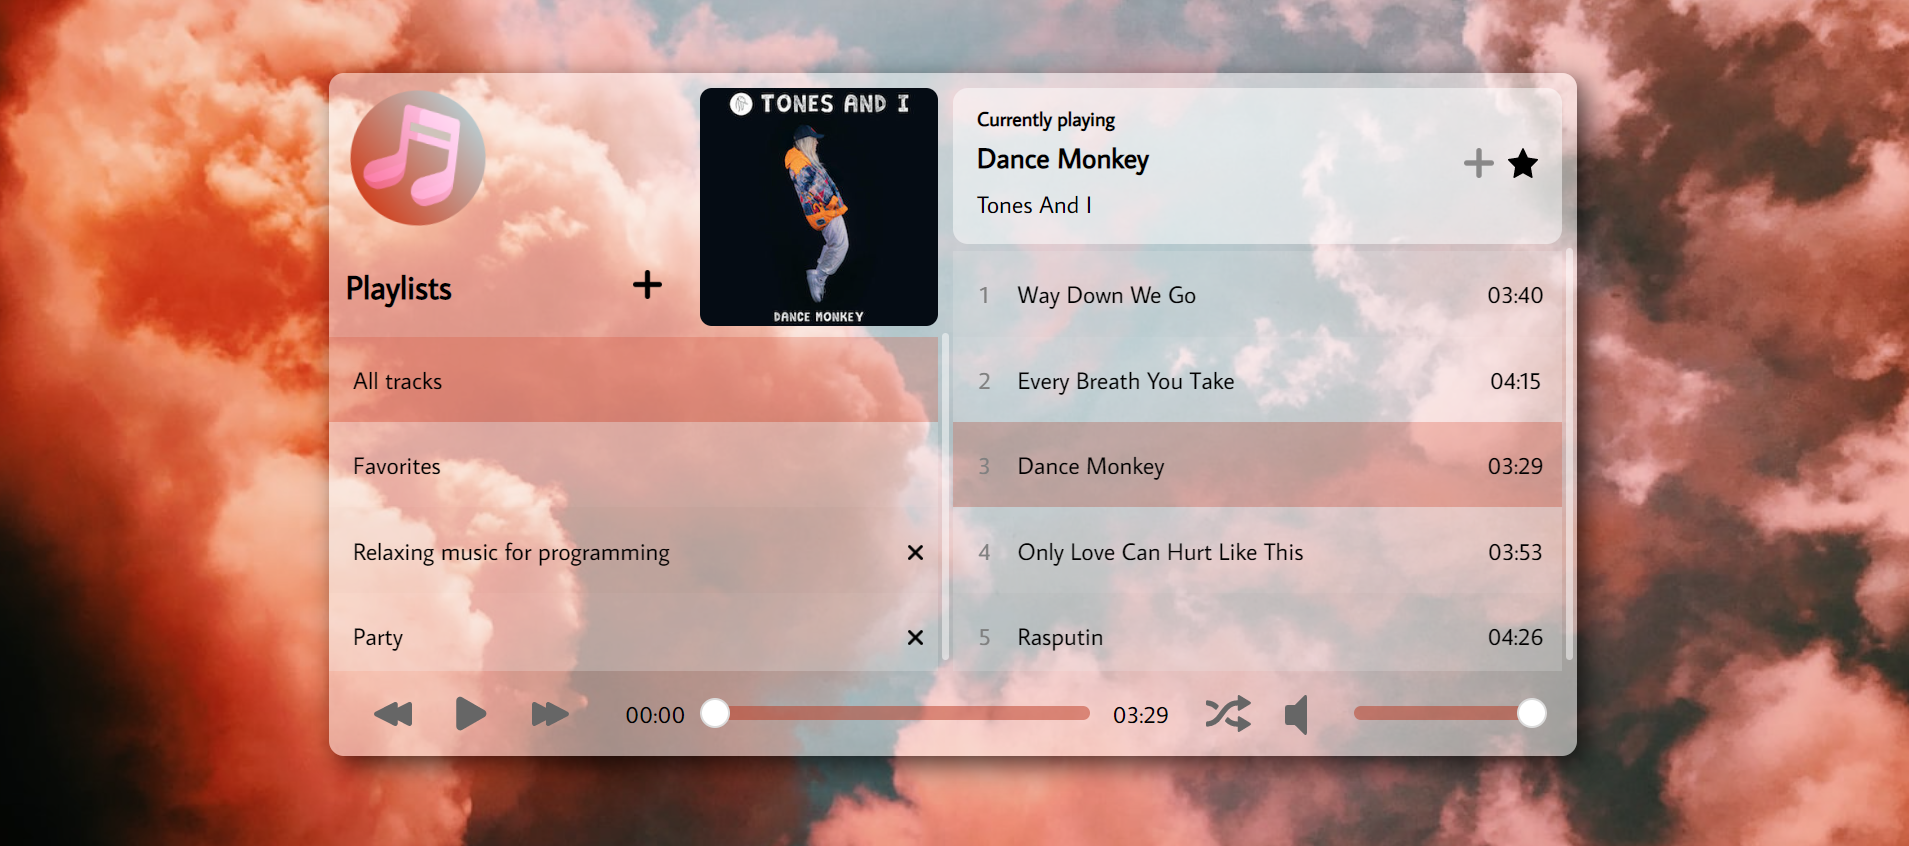 TONES AND I
DANCE MONKEY
Currently playing
Dance Monkey
Tones And I
Playlists
All tracks
Favorites
Relaxing music for programming
Party
1 Way Down We Go 03:40
2 Every Breath You Take 04:15
3 Dance Monkey 03:29
4 Only Love Can Hurt Like This 03:53
5 Rasputin 04:26
00:00 03:29